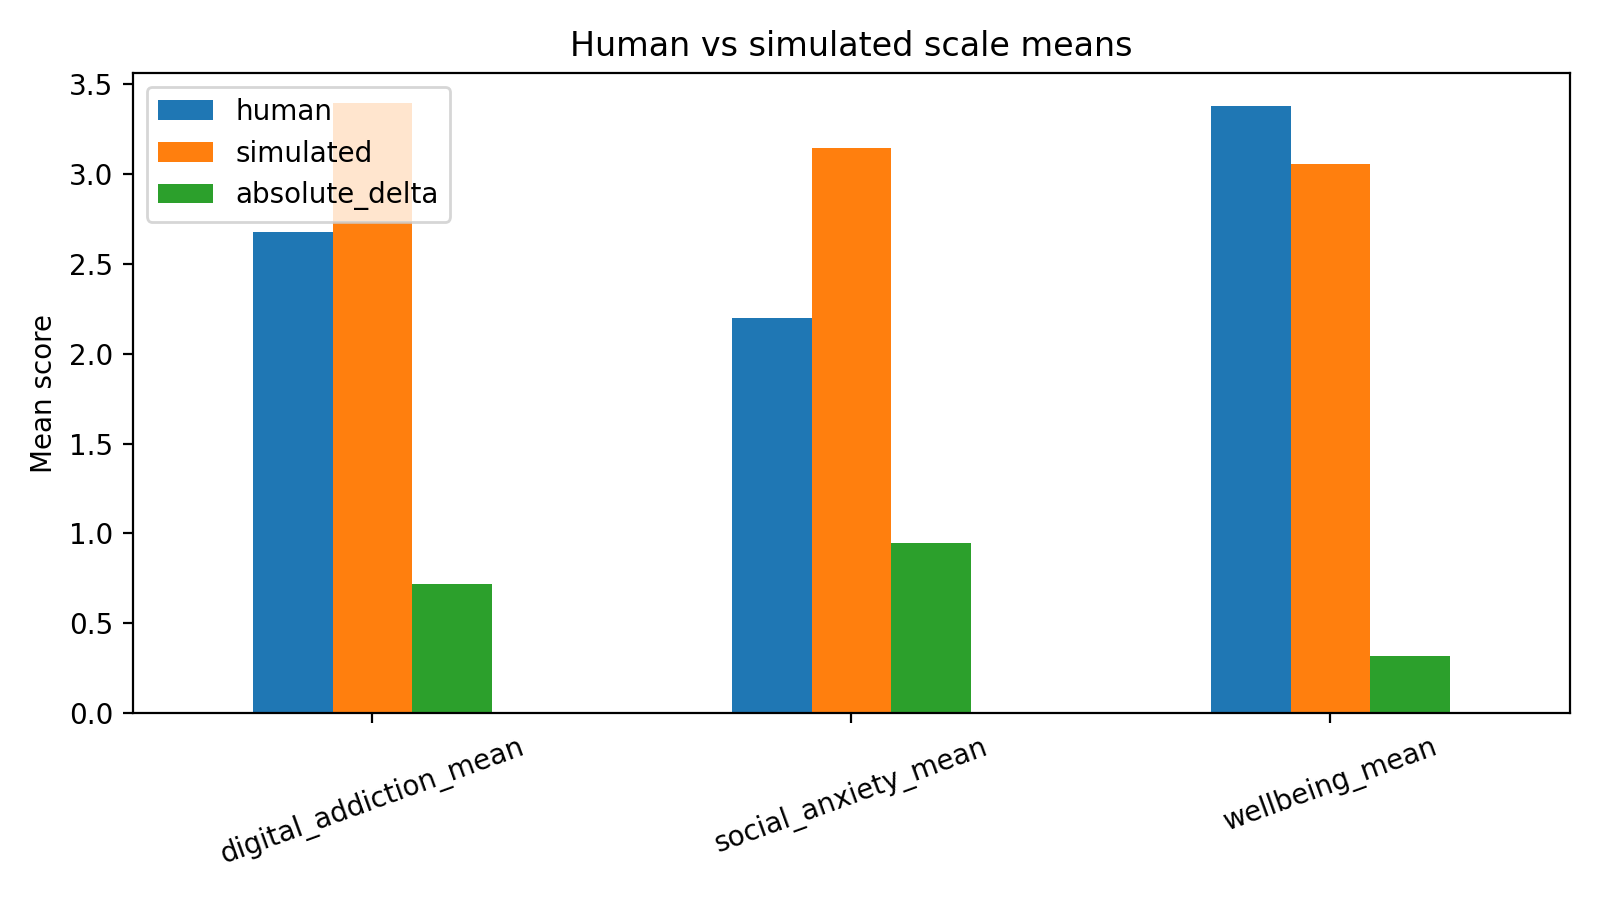 Human vs simulated scale means
human
simulated
absolute_delta
Mean score
3.5
3.0
2.5
2.0
1.5
1.0
0.5
0.0
digital_addiction_mean
social_anxiety_mean
wellbeing_mean